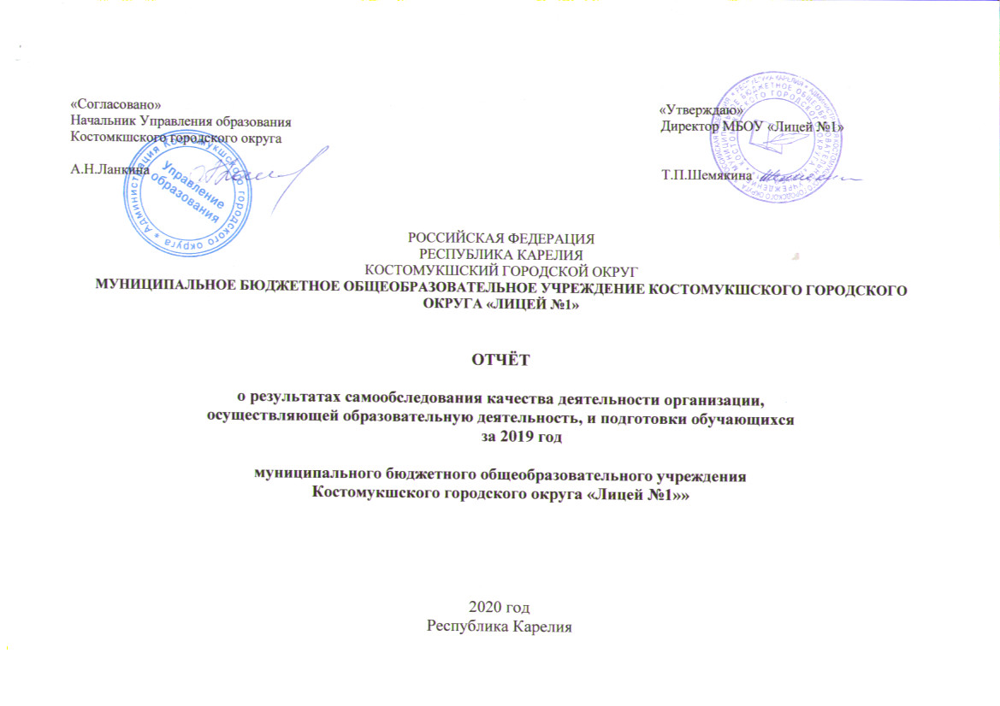 «Согласовано»
Начальник Управления образования
Костомкшского городского округа
А.Н.Ланкина
Администрация Костомукшского городского округа
Управление
образования
«Утверждаю»
Директор МБОУ «Лицей №1»
Т.П.Шемякина
РОССИЙСКАЯ ФЕДЕРАЦИЯ
РЕСПУБЛИКА КАРЕЛИЯ
КОСТОМУКШСКИЙ ГОРОДСКОЙ ОКРУГ
МУНИЦИПАЛЬНОЕ БЮДЖЕТНОЕ ОБЩЕОБРАЗОВАТЕЛЬНОЕ УЧРЕЖДЕНИЕ КОСТОМУКШСКОГО ГОРОДСКОГО
ОКРУГА «ЛИЦЕЙ №1»
ОТЧЁТ
о результатах самообследования качества деятельности организации,
осуществляющей образовательную деятельность, и подготовки обучающихся
за 2019 год
муниципального бюджетного общеобразовательного учреждения
Костомукшского городского округа «Лицей №1»»
2020 год
Республика Карелия